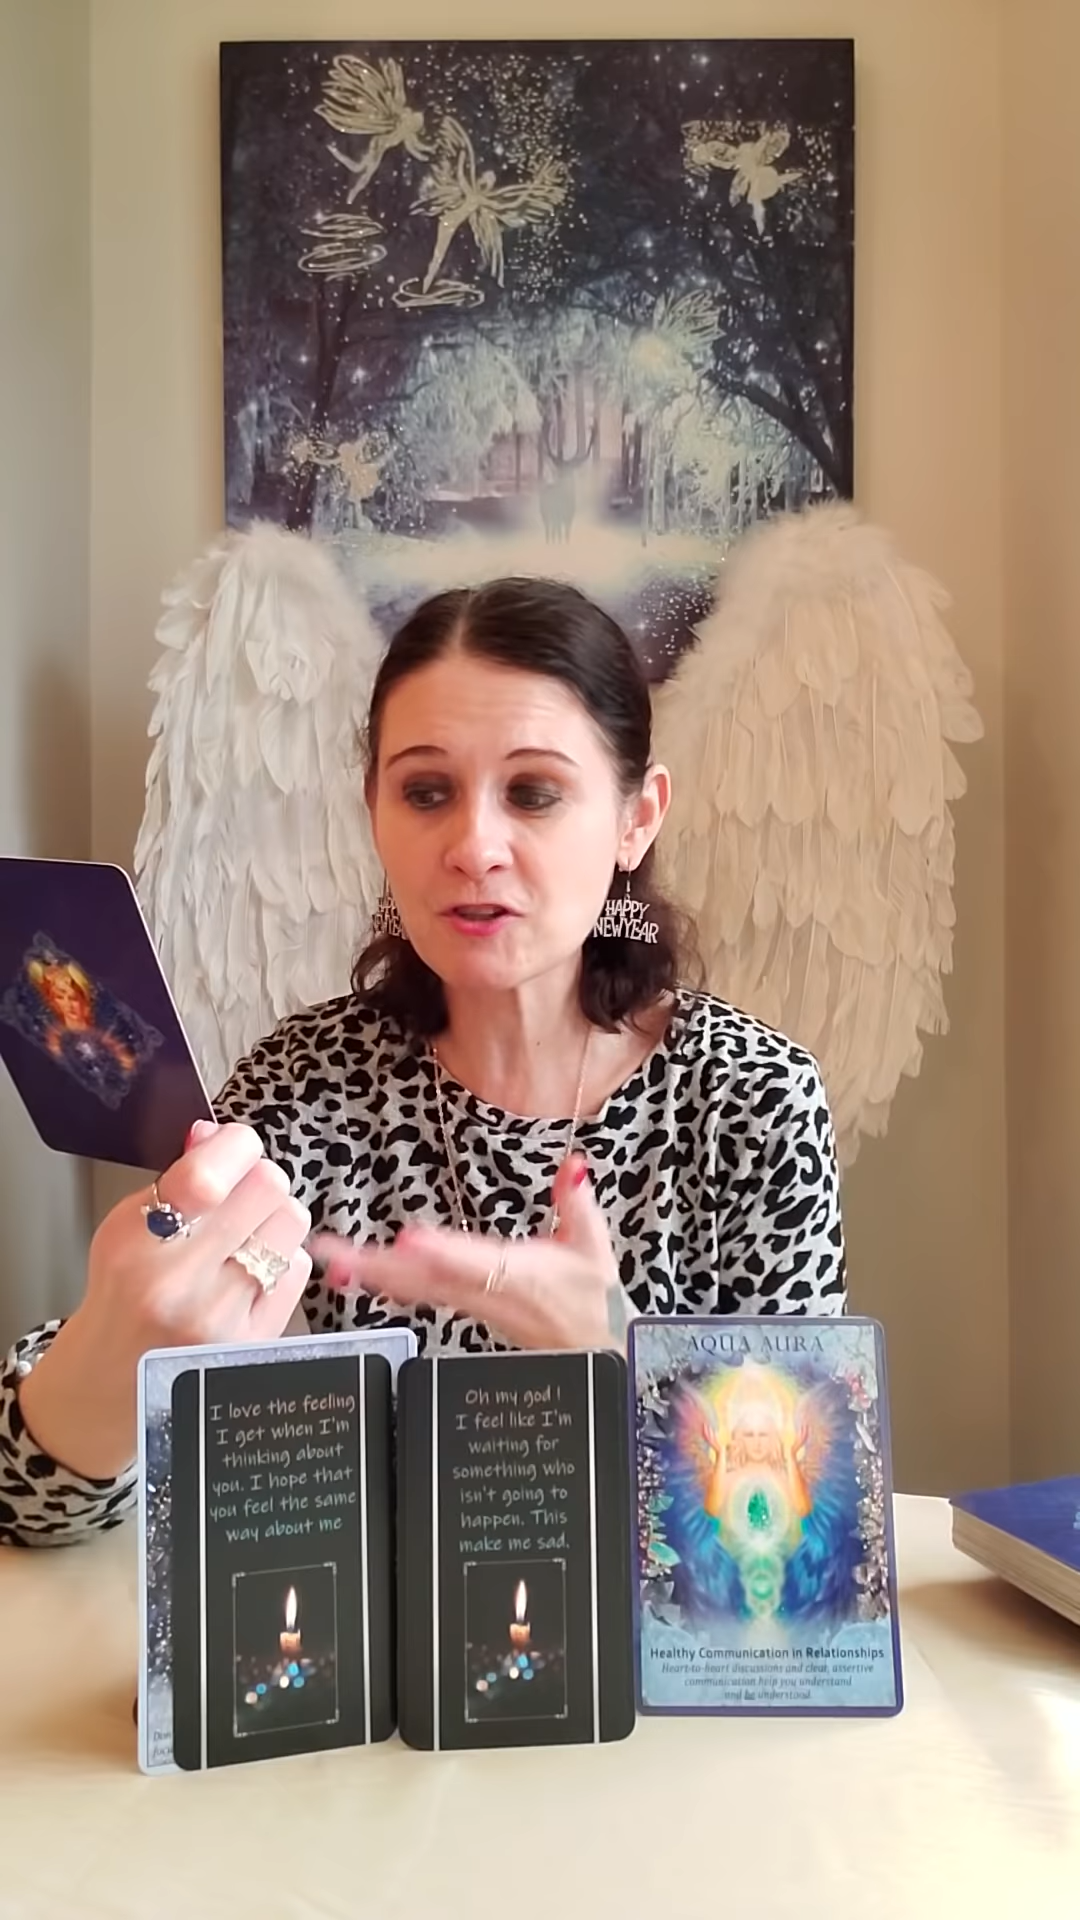 HAPPY
NEW YEAR
I love the feeling
I get when I'm
thinking about
you. I hope that
you feel the same
way about me
Oh my god!
I feel like I'm
waiting for
something who
isn't going to
happen. This
make me sad.
AQUA AURA
Healthy Communication in Relationships
Heart-to-heart discussions and clear, assertive
communication help you understand
and be understood.